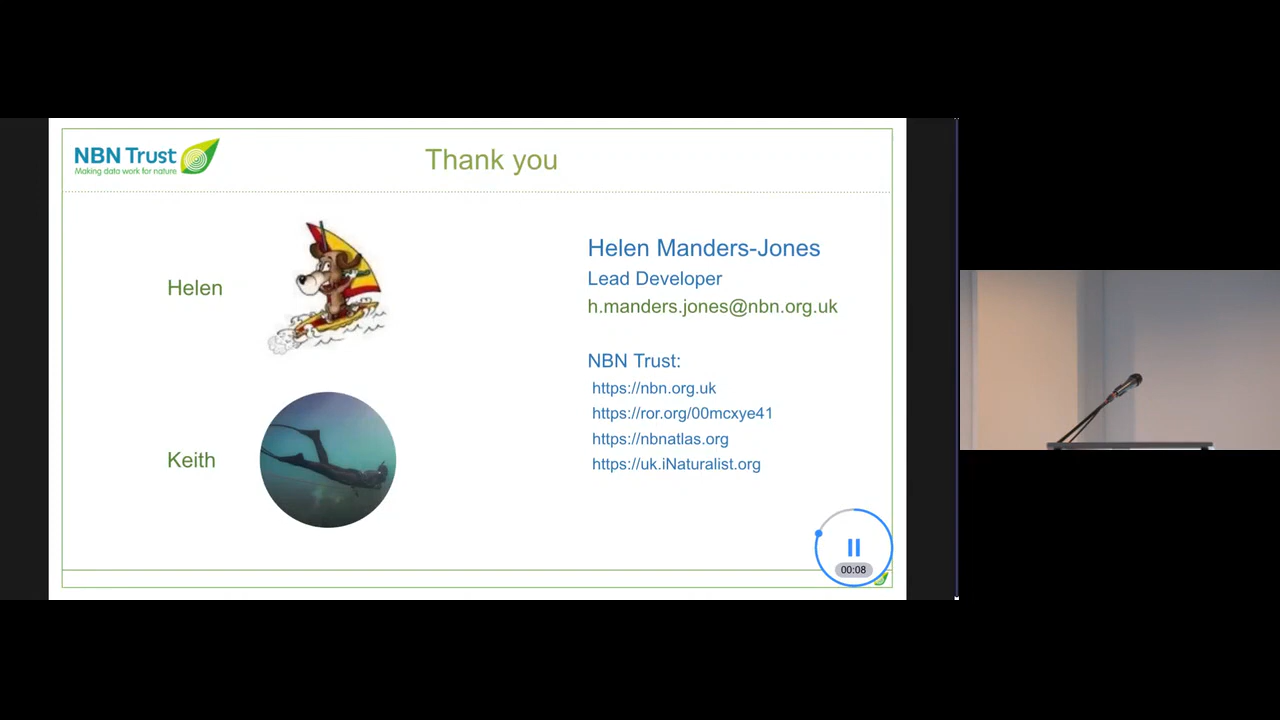 NBN Trust
Making data work for nature
Thank you
Helen
Keith
Helen Manders-Jones
Lead Developer
h.manders.jones@nbn.org.uk
NBN Trust:
https://nbn.org.uk
https://ror.org/00mcxye41
https://nbnatlas.org
https://uk.iNaturalist.org
00:08